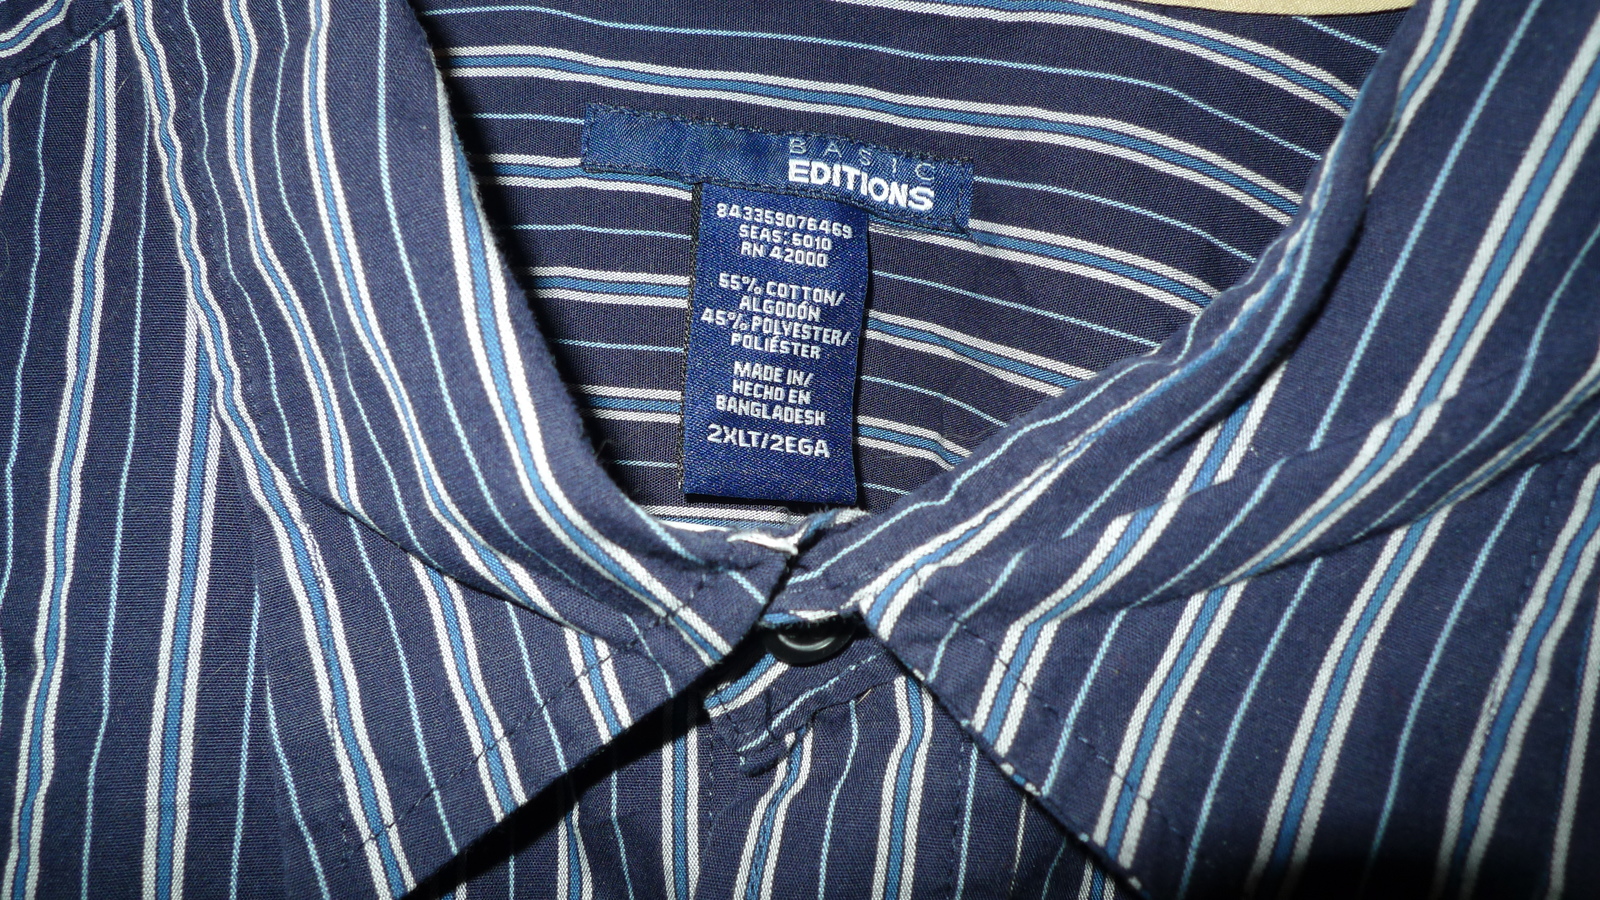 BASIC
EDITIONS
843359076469
SEAS: 6010
RN 42000
55% COTTON/
ALGODÓN
45% POLYESTER/
POLIÉSTER
MADE IN/
HECHO EN
BANGLADESH
2XLT/2EGA